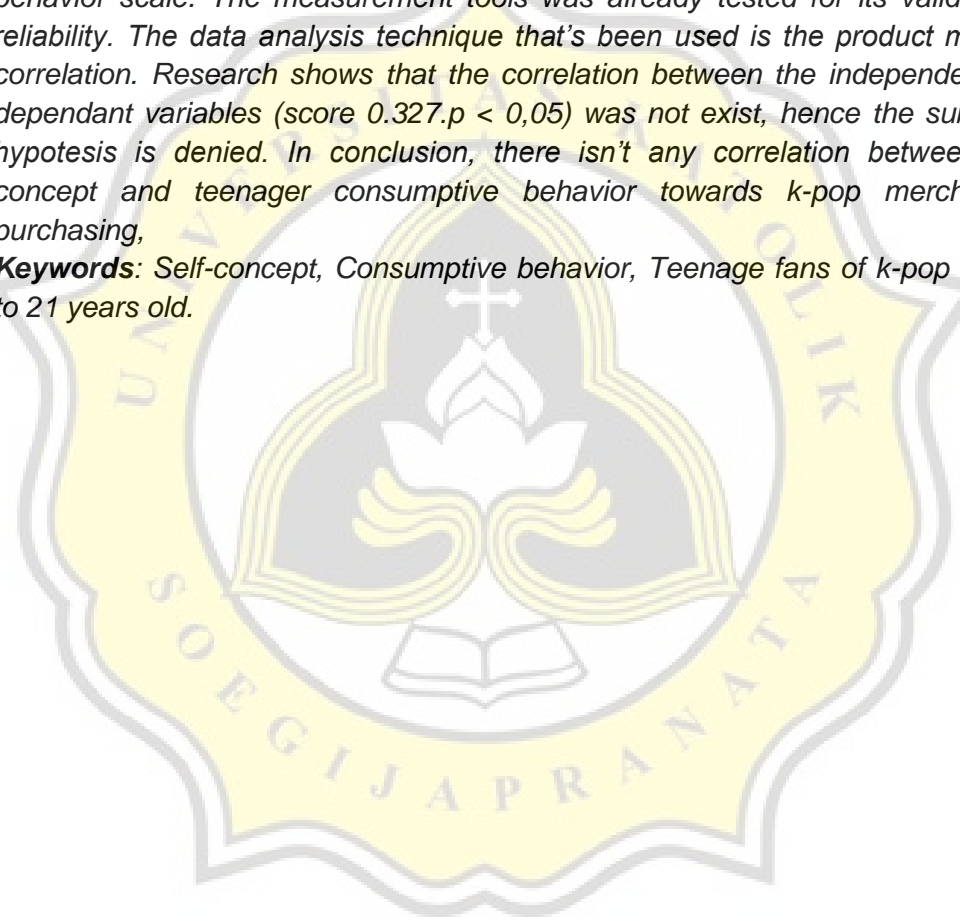 behavior scale. The measurement tools was already tested for its valid
reliability. The data analysis technique that's been used is the product m
correlation. Research shows that the correlation between the independe
dependant variables (score 0.327.p < 0,05) was not exist, hence the su
hypotesis is denied. In conclusion, there isn't any correlation betwee
concept and teenager consumptive behavior towards k-pop merch
purchasing,
Keywords: Self-concept, Consumptive behavior, Teenage fans of k-pop
to 21 years old.
UNIVERSITAS KATOLIK
SOEGIJAPRANATA